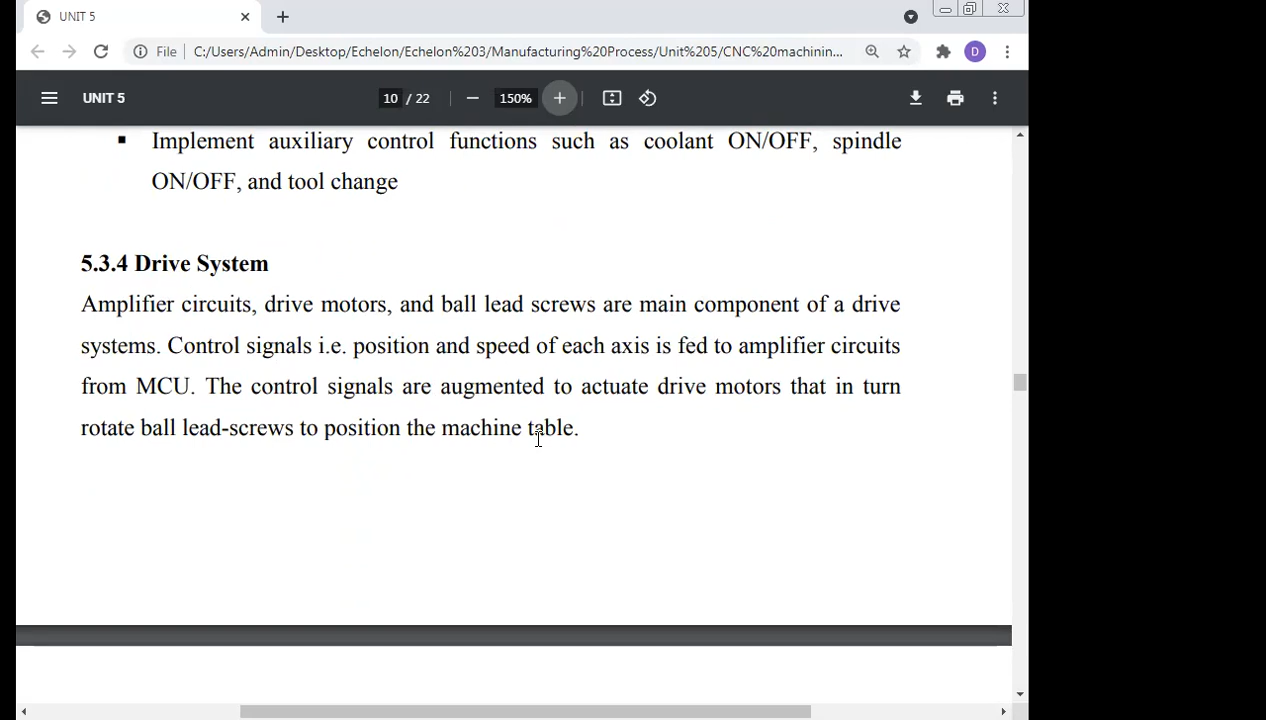 UNIT 5
File C:/Users/Admin/Desktop/Echelon/Echelon%203/Manufacturing%20Process/Unit%205/CNC%20machinin...
D
UNIT 5 10 / 22 150%
▪ Implement auxiliary control functions such as coolant ON/OFF, spindle
ON/OFF, and tool change
5.3.4 Drive System
Amplifier circuits, drive motors, and ball lead screws are main component of a drive
systems. Control signals i.e. position and speed of each axis is fed to amplifier circuits
from MCU. The control signals are augmented to actuate drive motors that in turn
rotate ball lead-screws to position the machine table.